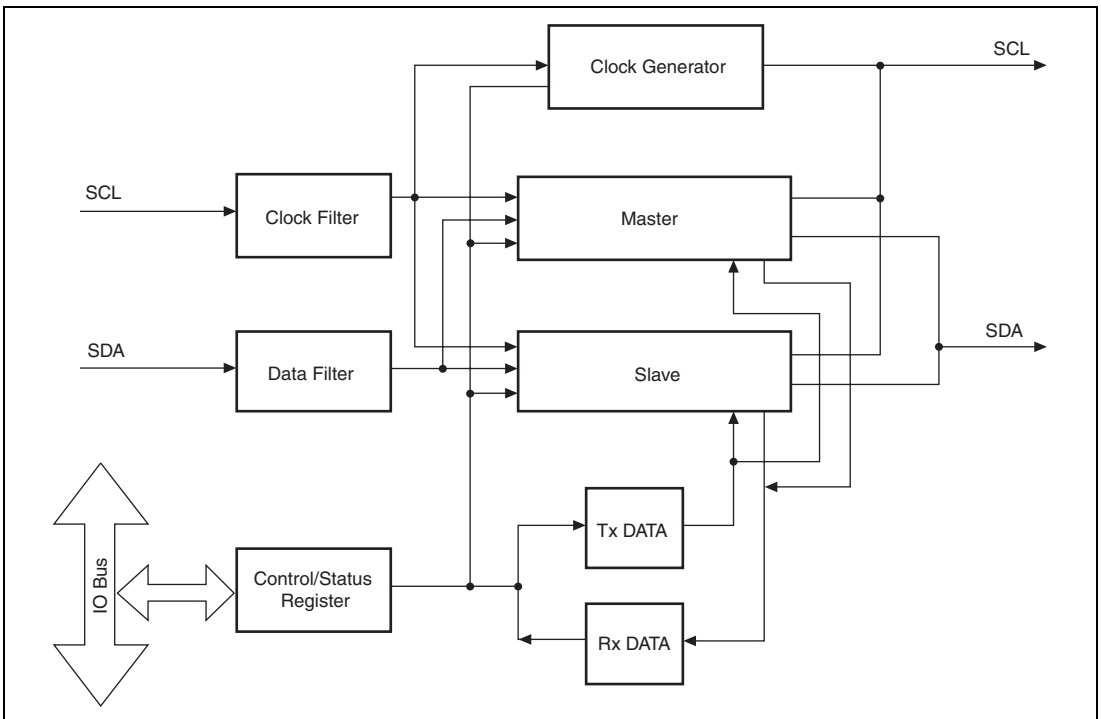 SCL
Clock Generator
SCL
Clock Filter
Master
SDA
SDA
Data Filter
Slave
Tx DATA
IO Bus
Control/Status
Register
Rx DATA